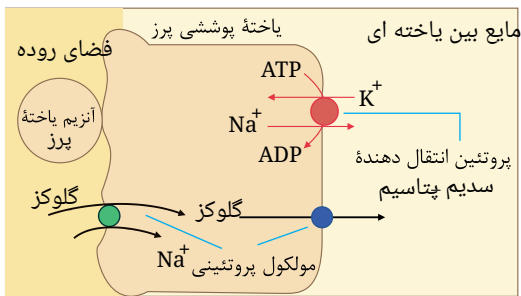 یاختهٔ پوششی پرز
مایع بین یاخته ای
فضای روده
ATP
K+
آنزیم یاختهٔ
پرز
Na+
ADP
پروتئین انتقال دهندهٔ
سدیم پتاسیم
گلوکز
گلوکز
Na+
مولکول پروتئینی